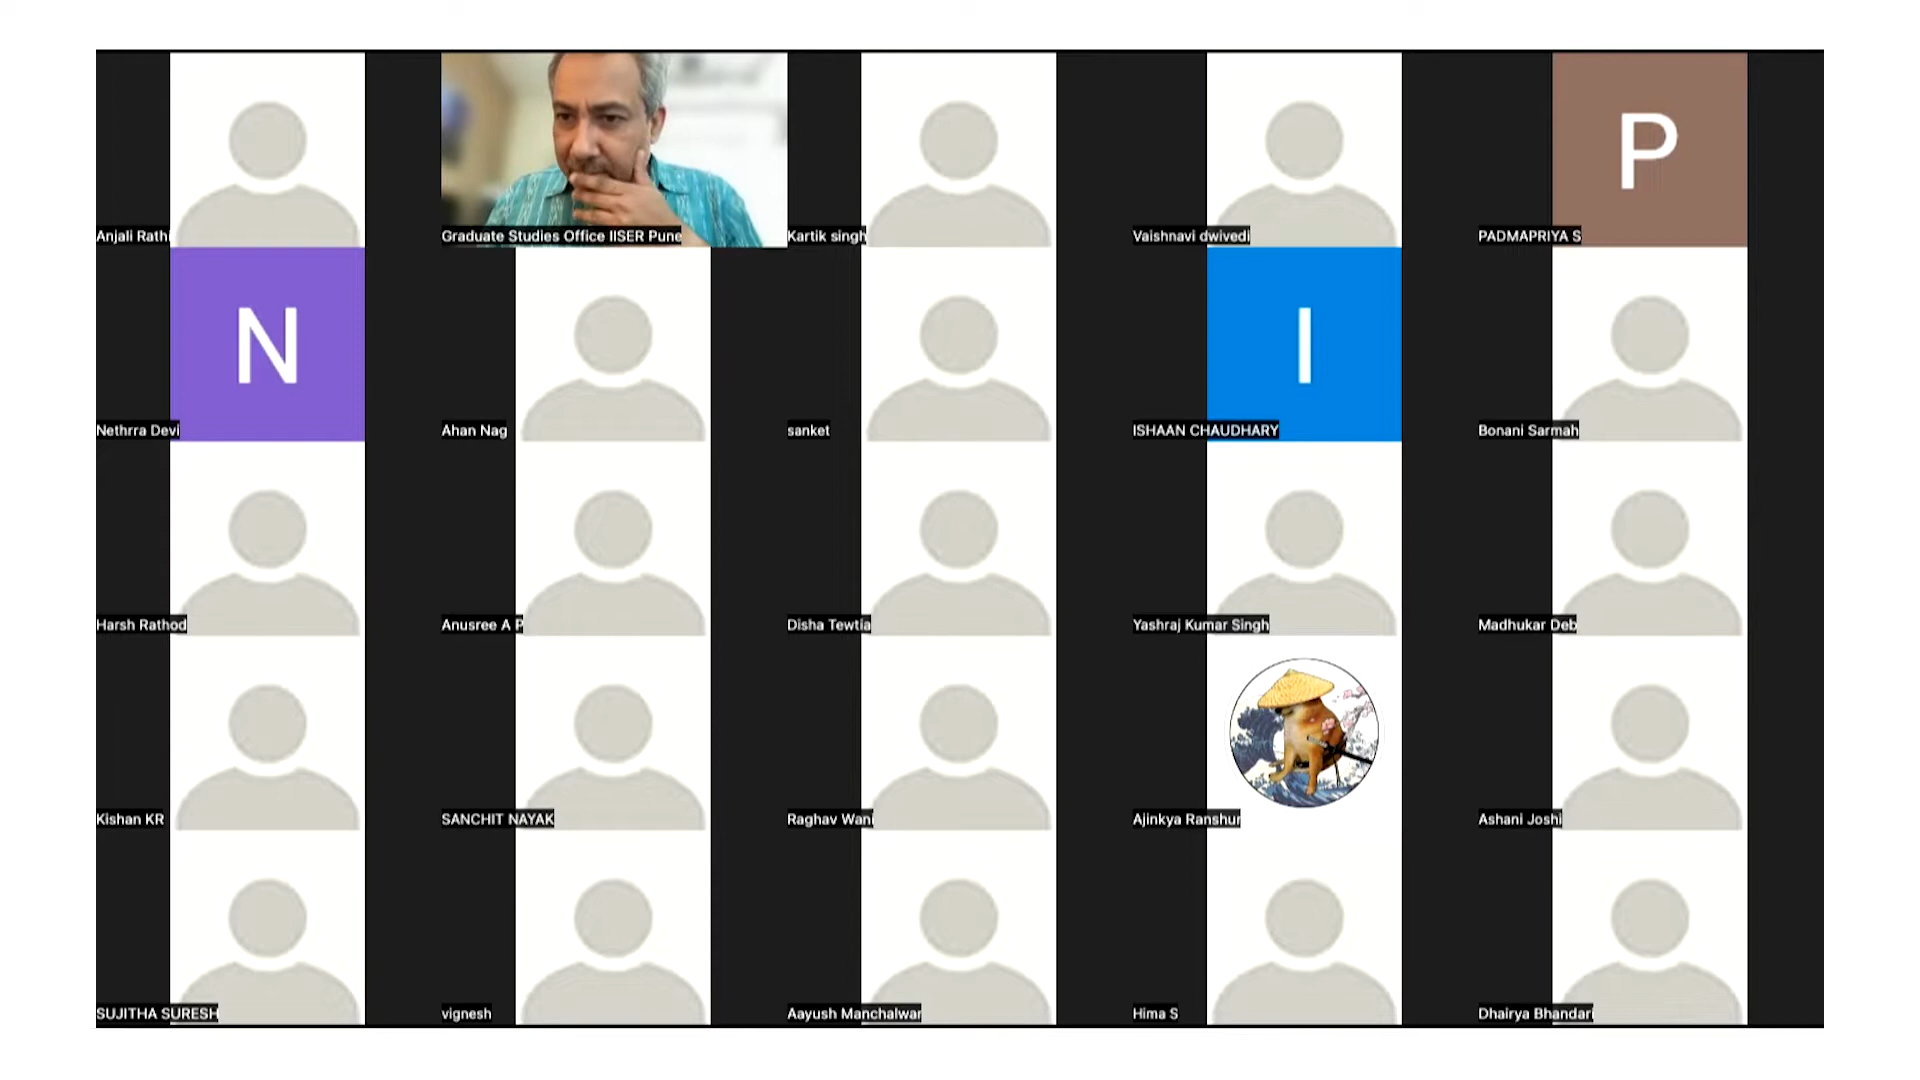 P
Anjali Rathi
Graduate Studies Office IISER Pune
Kartik singh
Vaishnavi dwivedi
PADMAPRIYA S
N
I
Nethrra Devi
Ahan Nag
sanket
ISHAAN CHAUDHARY
Bonani Sarmah
Harsh Rathod
Anusree A P
Disha Tewtia
Yashraj Kumar Singh
Madhukar Deb
Kishan KR
SANCHIT NAYAK
Raghav Wani
Ajinkya Ranshur
Ashani Joshi
SUJITHA SURESH
vignesh
Aayush Manchalwar
Hima S
Dhairya Bhandari